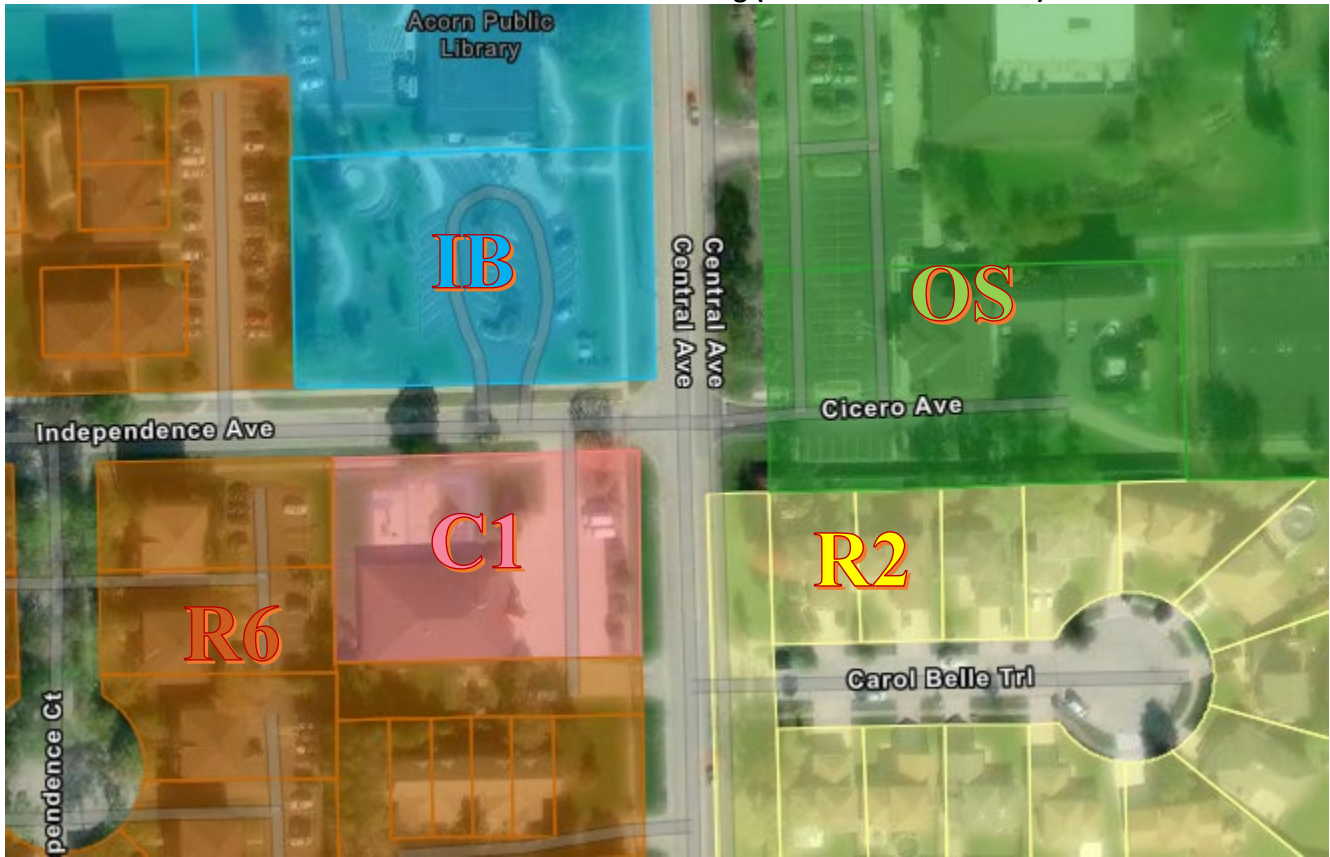 Acorn Public
Library
IB
Central Ave
Central Ave
OS
Cicero Ave
Independence Ave
C1
R2
R6
Carol Belle Trl
pendence Ct